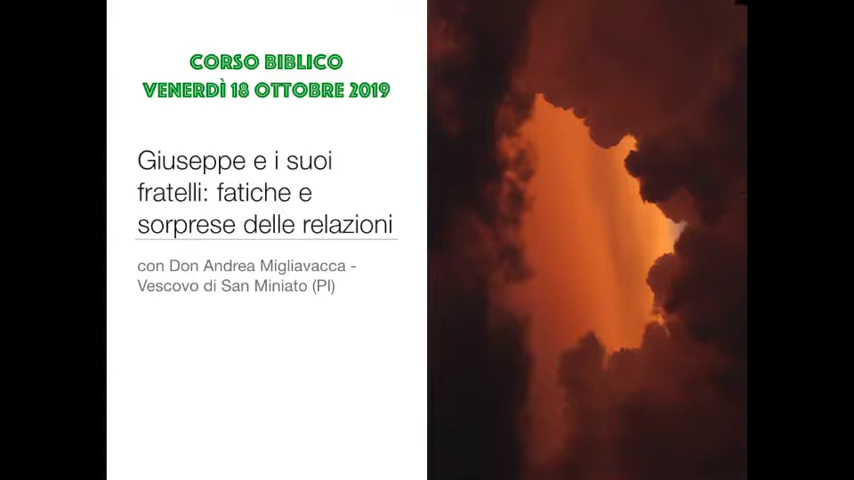 CORSO BIBLICO
VENERDÌ 18 OTTOBRE 2019
Giuseppe e i suoi
fratelli: fatiche e
sorprese delle relazioni
con Don Andrea Migliavacca -
Vescovo di San Miniato (PI)